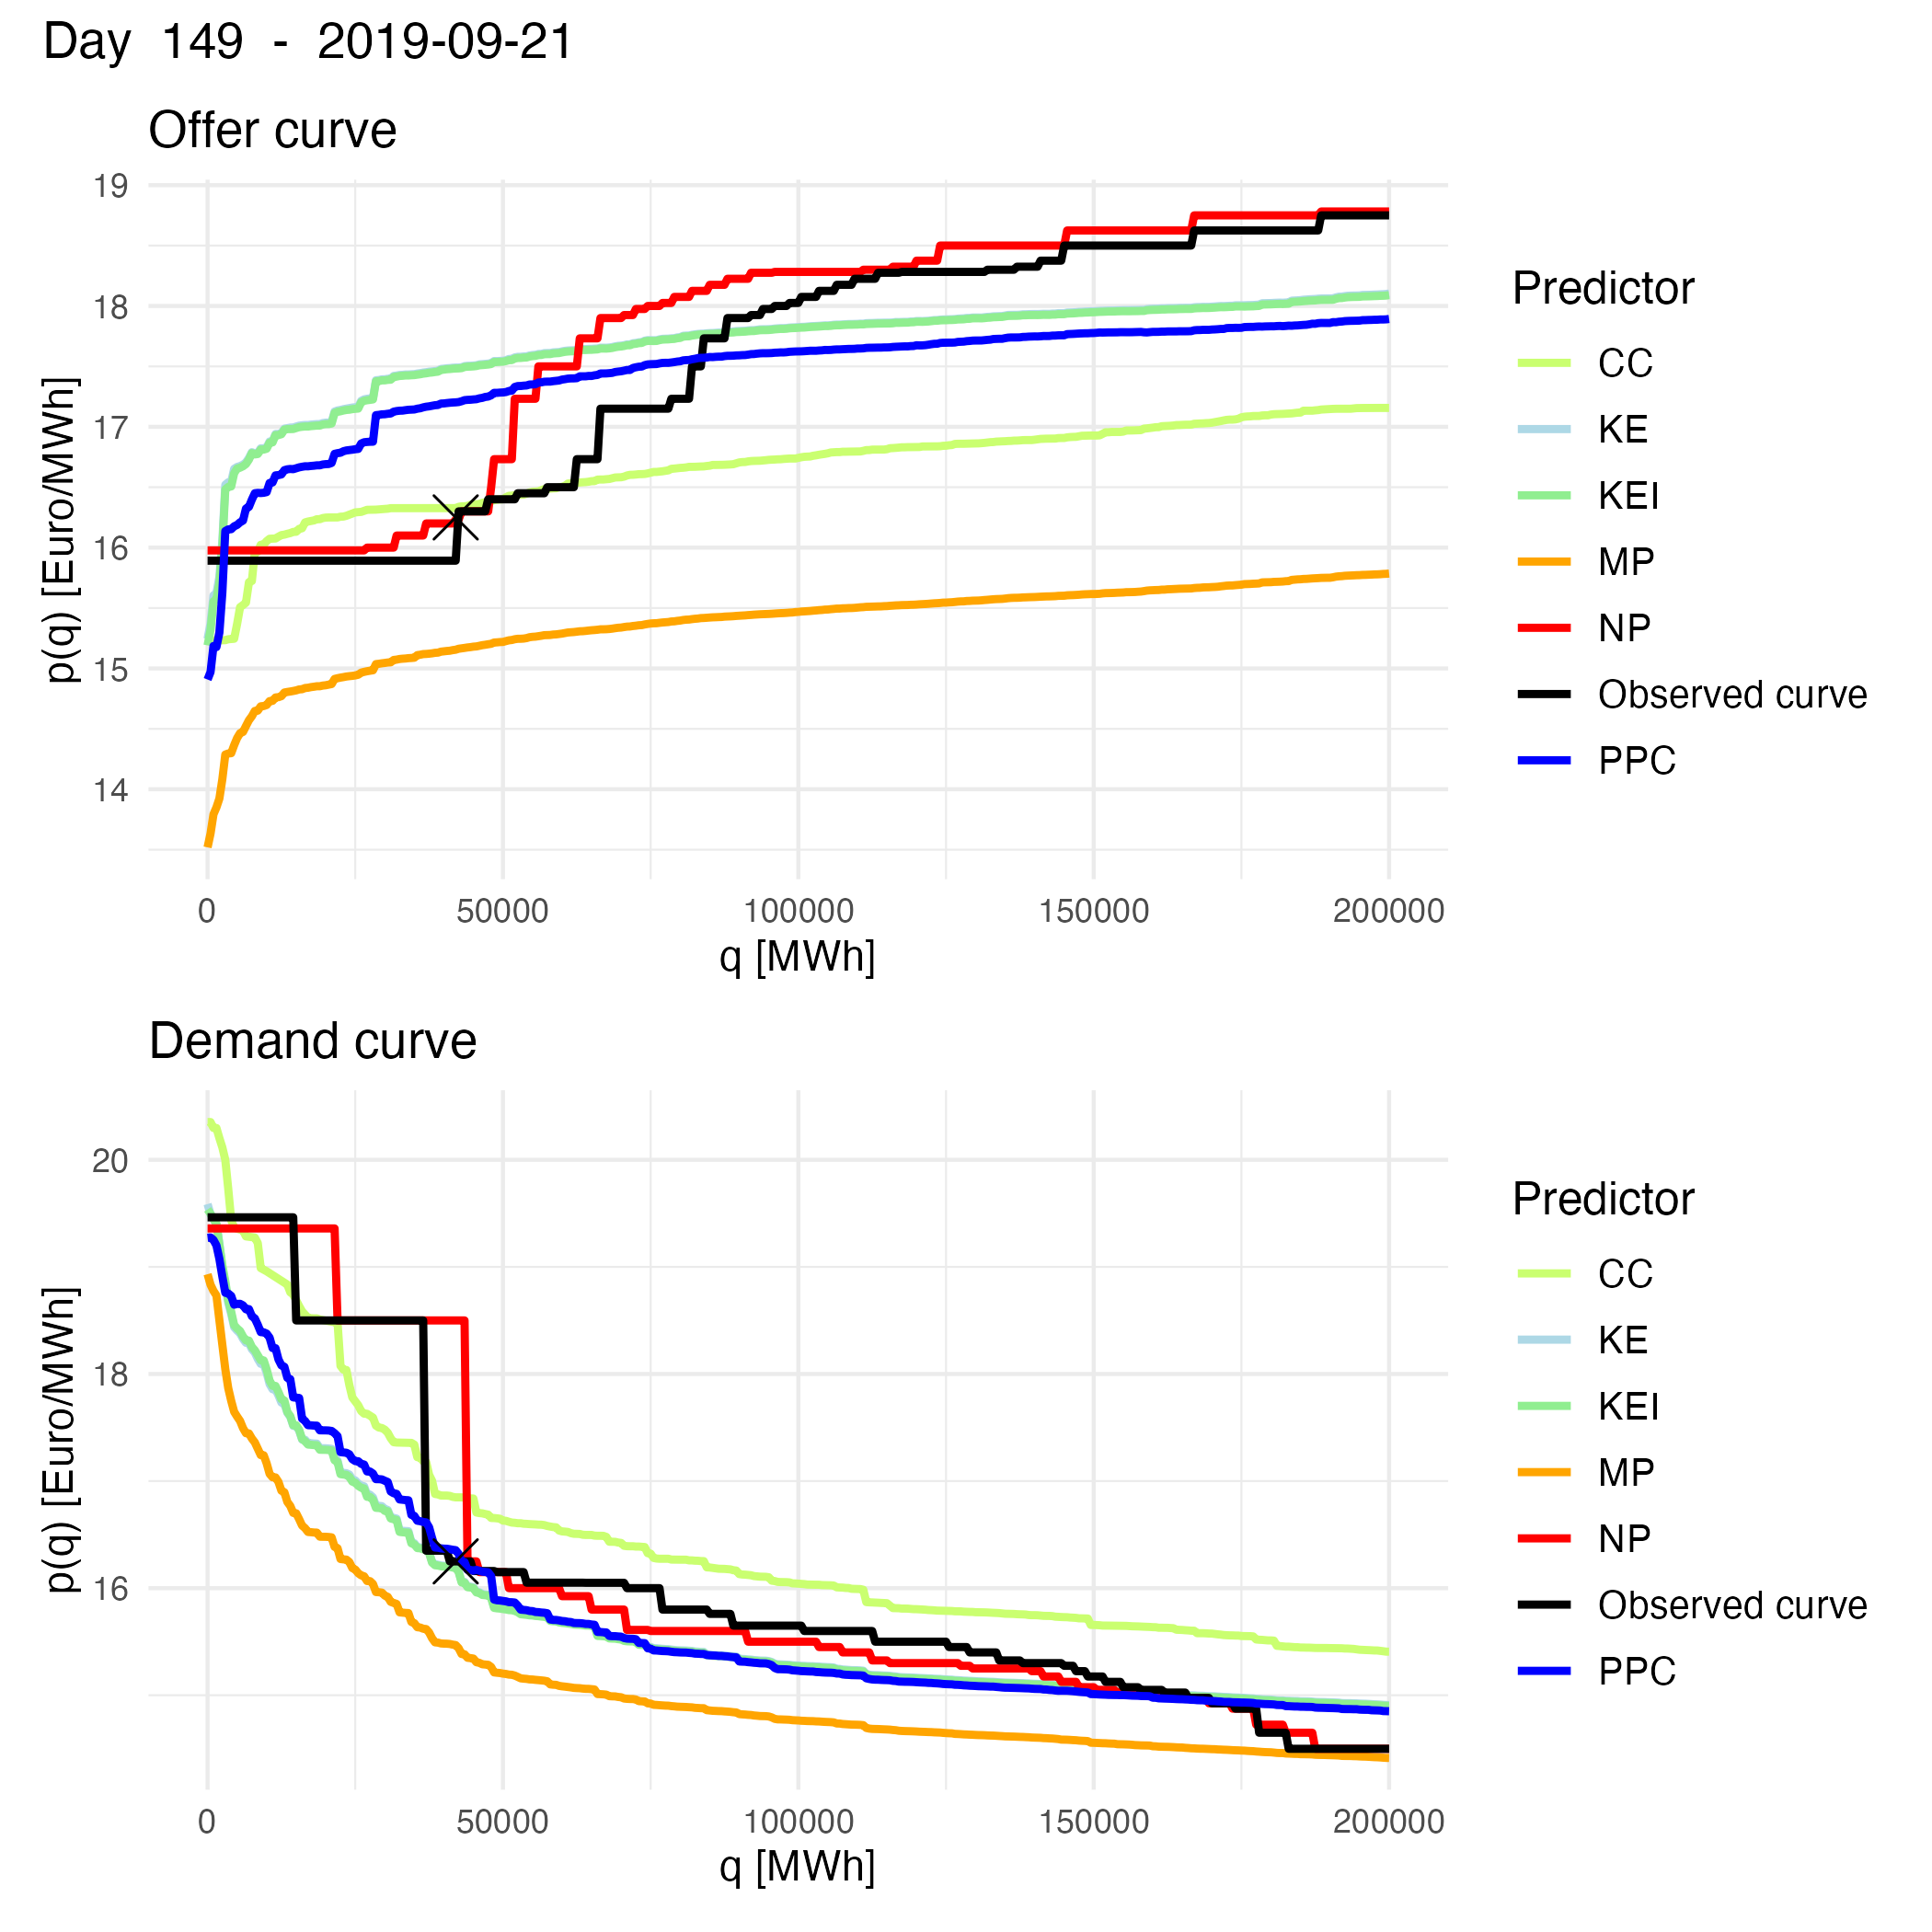 Day 149 - 2019-09-21
Offer curve
19
18
17
16
15
14
p(q) [Euro/MWh]
0 50000 100000 150000 200000
q [MWh]
Predictor
CC
KE
KEI
MP
NP
Observed curve
PPC
Demand curve
20
18
16
p(q) [Euro/MWh]
0 50000 100000 150000 200000
q [MWh]
Predictor
CC
KE
KEI
MP
NP
Observed curve
PPC